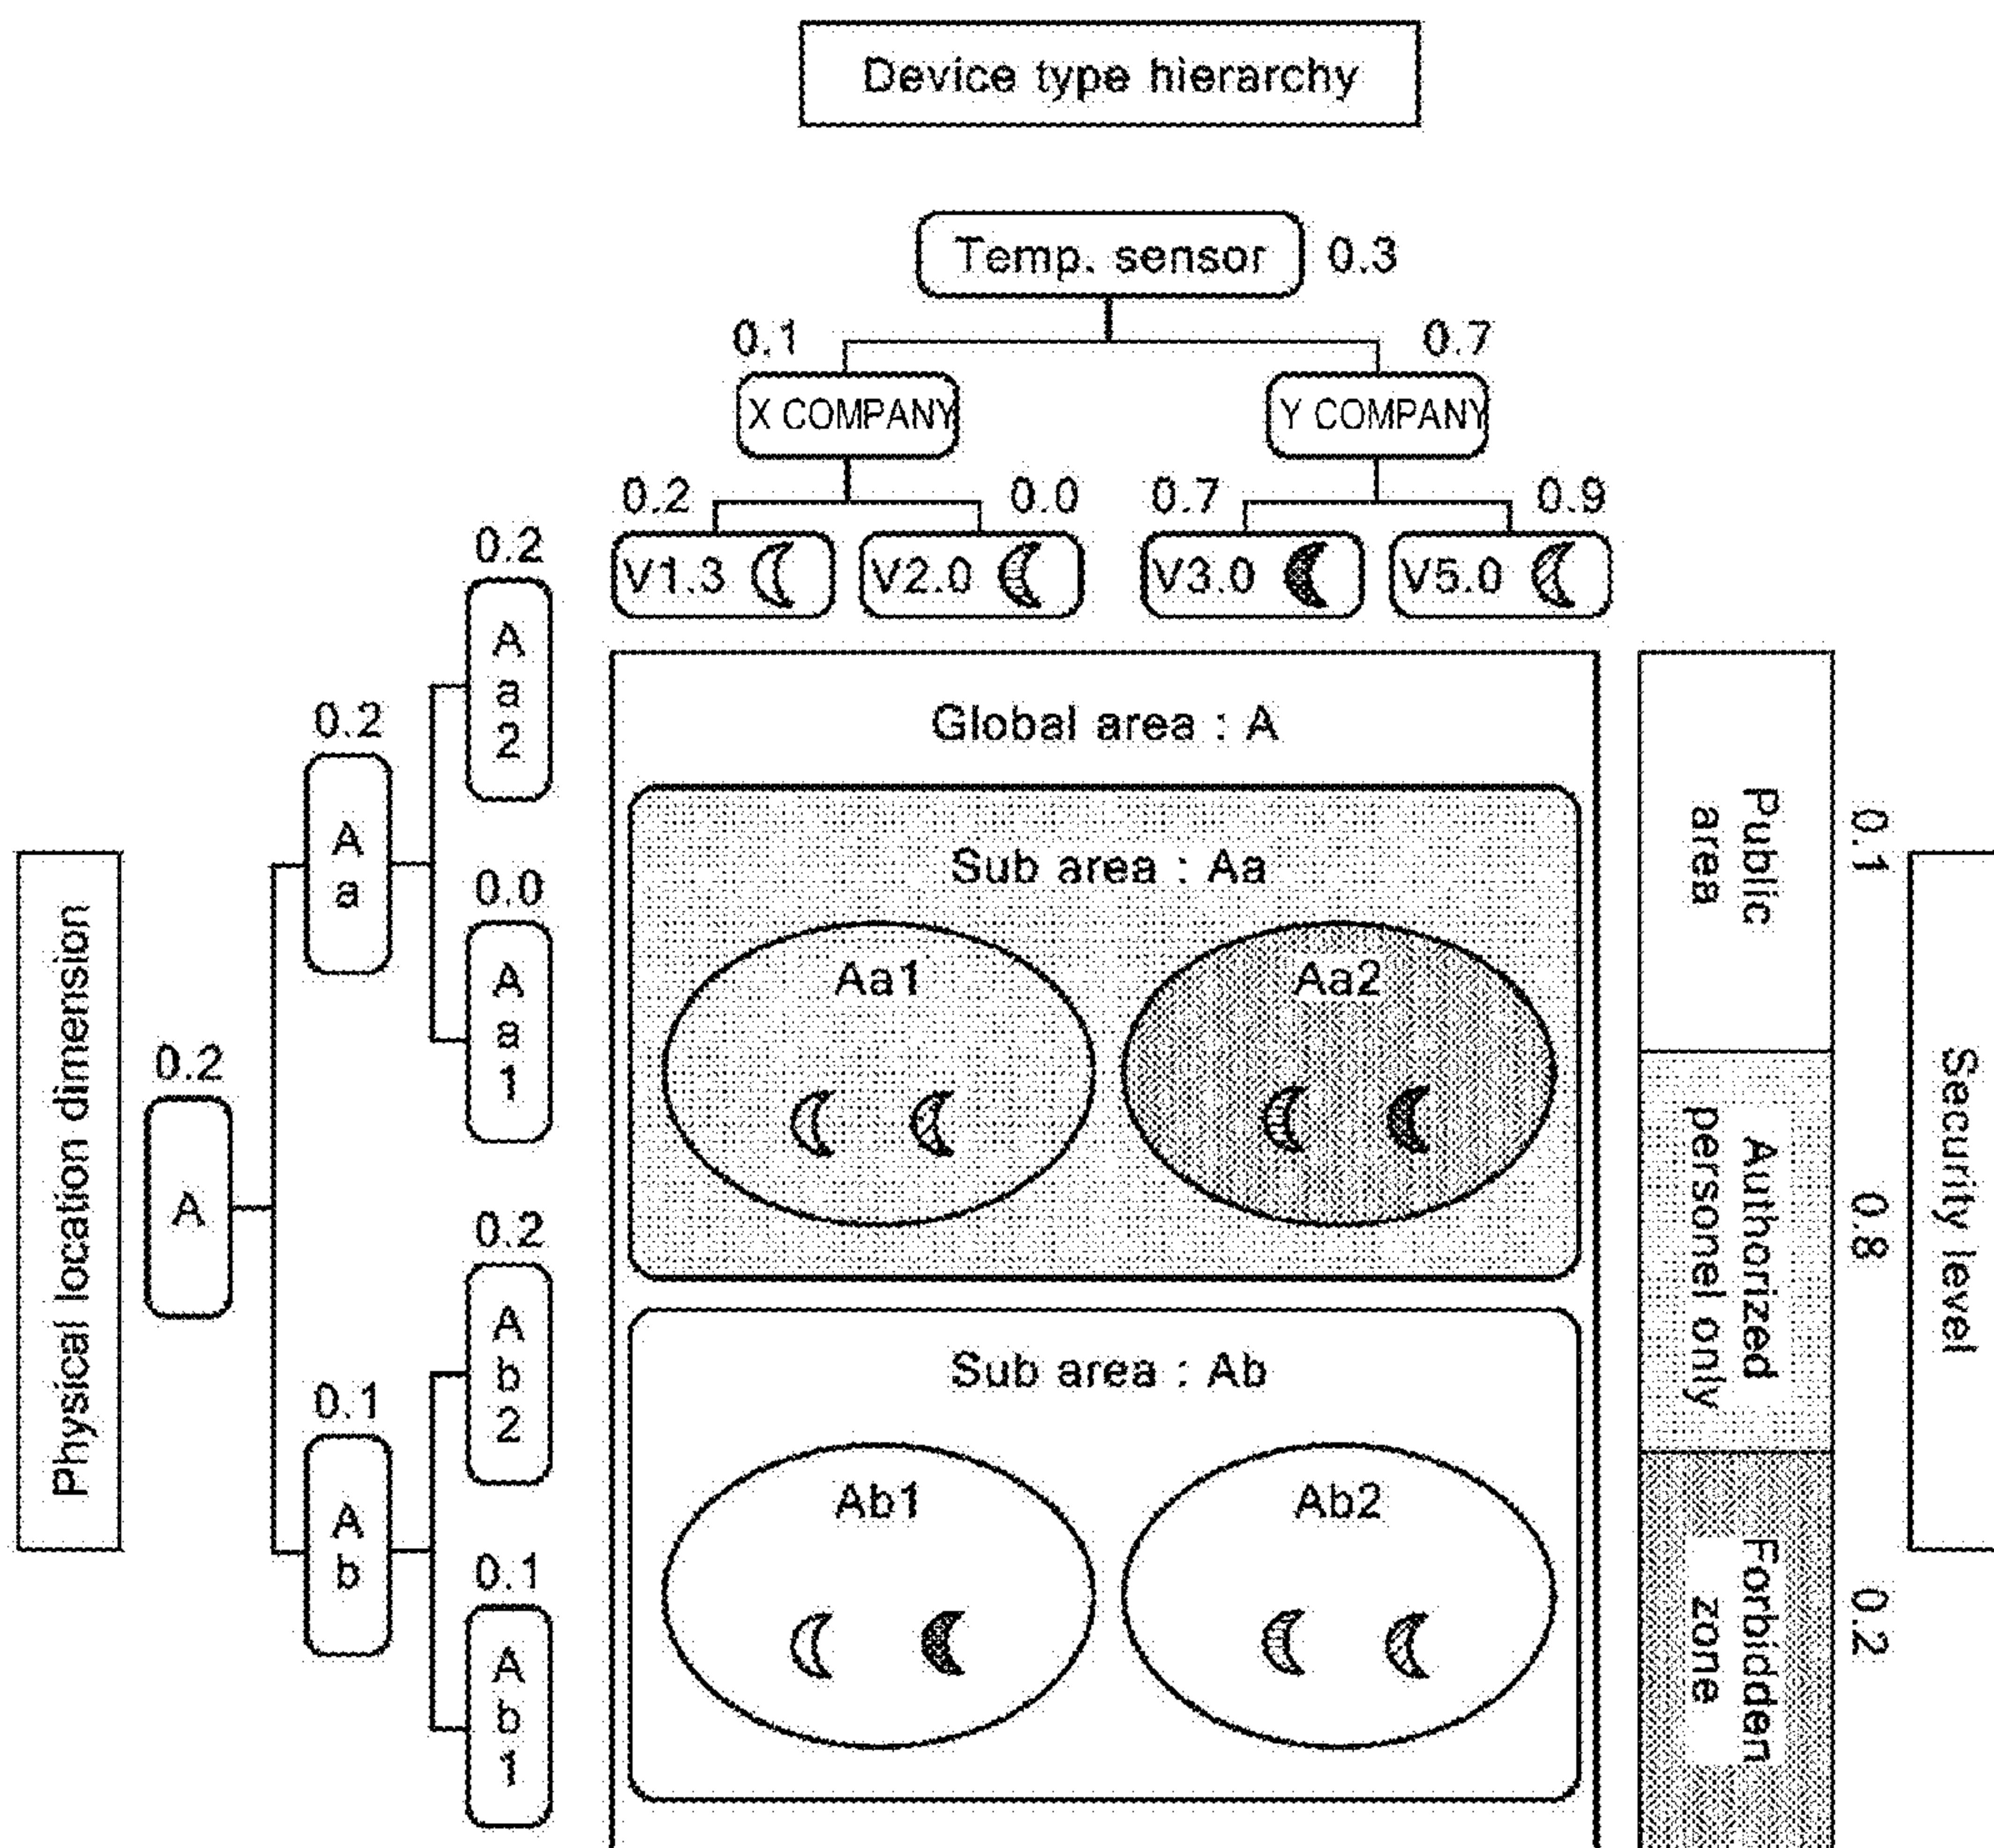 Device type hierarchy
Temp. sensor 0.3
0.1 0.7
X COMPANY Y COMPANY
0.2 0.0 0.7 0.9
V1.3 V2.0 V3.0 V5.0
Physical location dimension
0.2
A
0.2
A
a
0.1
A
b
0.2
A
a
2
0.0
A
a
1
0.2
A
b
2
0.1
A
b
1
Global area : A
Sub area : Aa
Aa1 Aa2
Sub area : Ab
Ab1 Ab2
Public
area
0.1
Authorized
personel only
0.8
Forbidden
zone
0.2
Security level